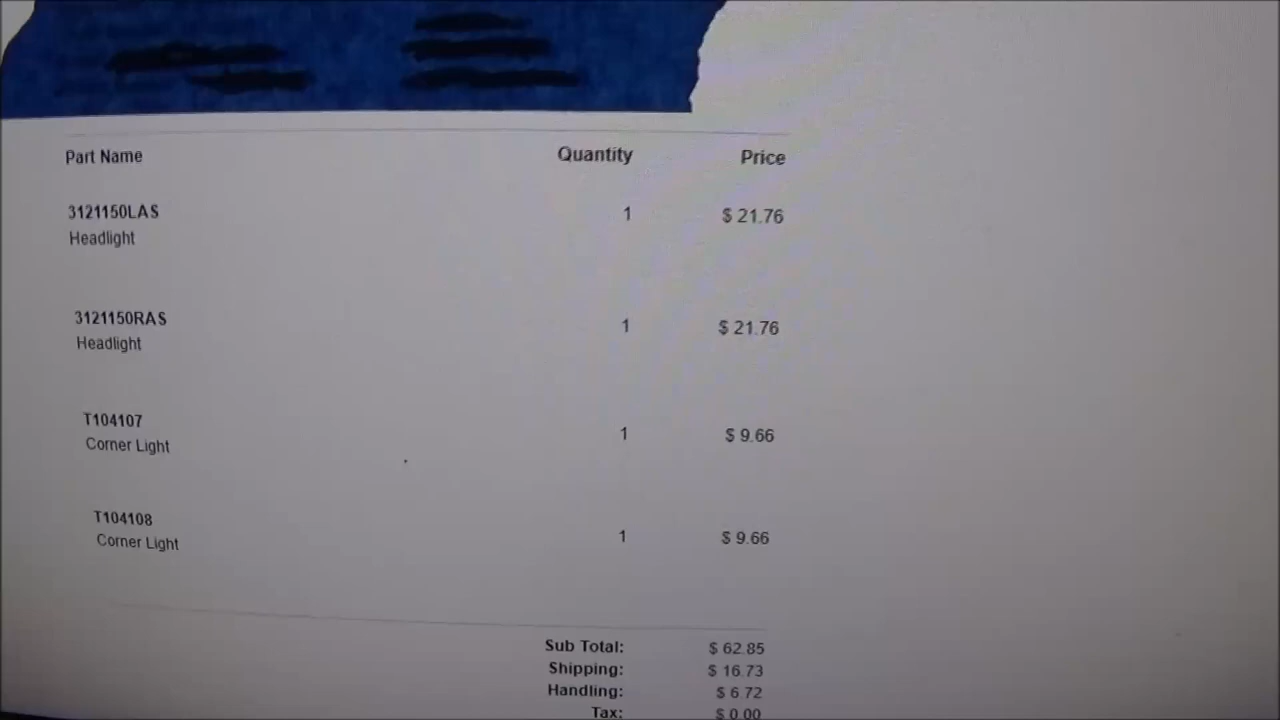 Part Name Quantity Price
3121150LAS 1 $ 21.76
Headlight
3121150RAS 1 $ 21.76
Headlight
T104107 1 $ 9.66
Corner Light
T104108 1 $ 9.66
Corner Light
Sub Total: $ 62.85
Shipping: $ 16.73
Handling: $ 6.72
Tax: $ 0.00